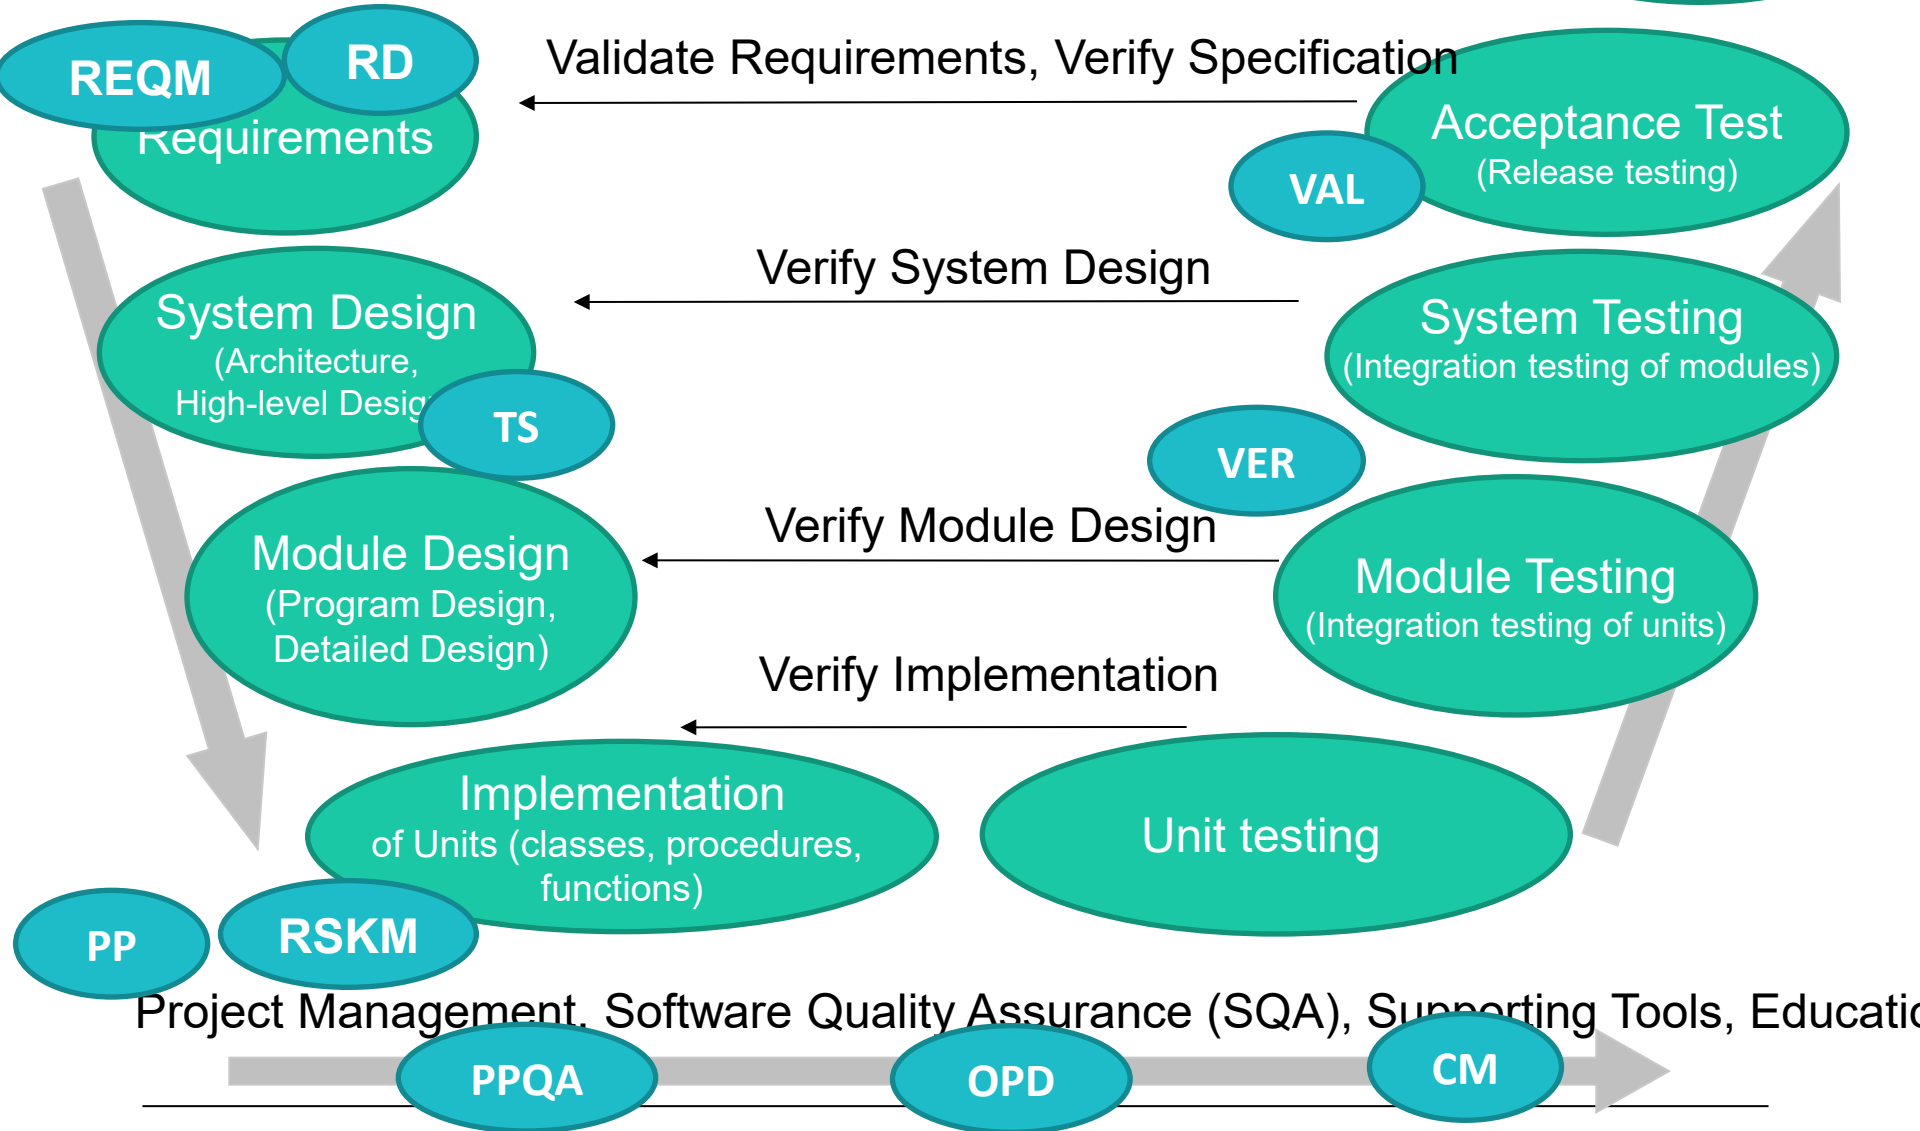 REQM
RD
Requirements
Validate Requirements, Verify Specification
Acceptance Test
(Release testing)
VAL
System Design
(Architecture,
High-level Design
TS
Verify System Design
System Testing
(Integration testing of modules)
VER
Module Design
(Program Design,
Detailed Design)
Verify Module Design
Module Testing
(Integration testing of units)
Verify Implementation
Implementation
of Units (classes, procedures,
functions)
Unit testing
PP
RSKM
Project Management, Software Quality Assurance (SQA), Supporting Tools, Educatio
PPQA
OPD
CM